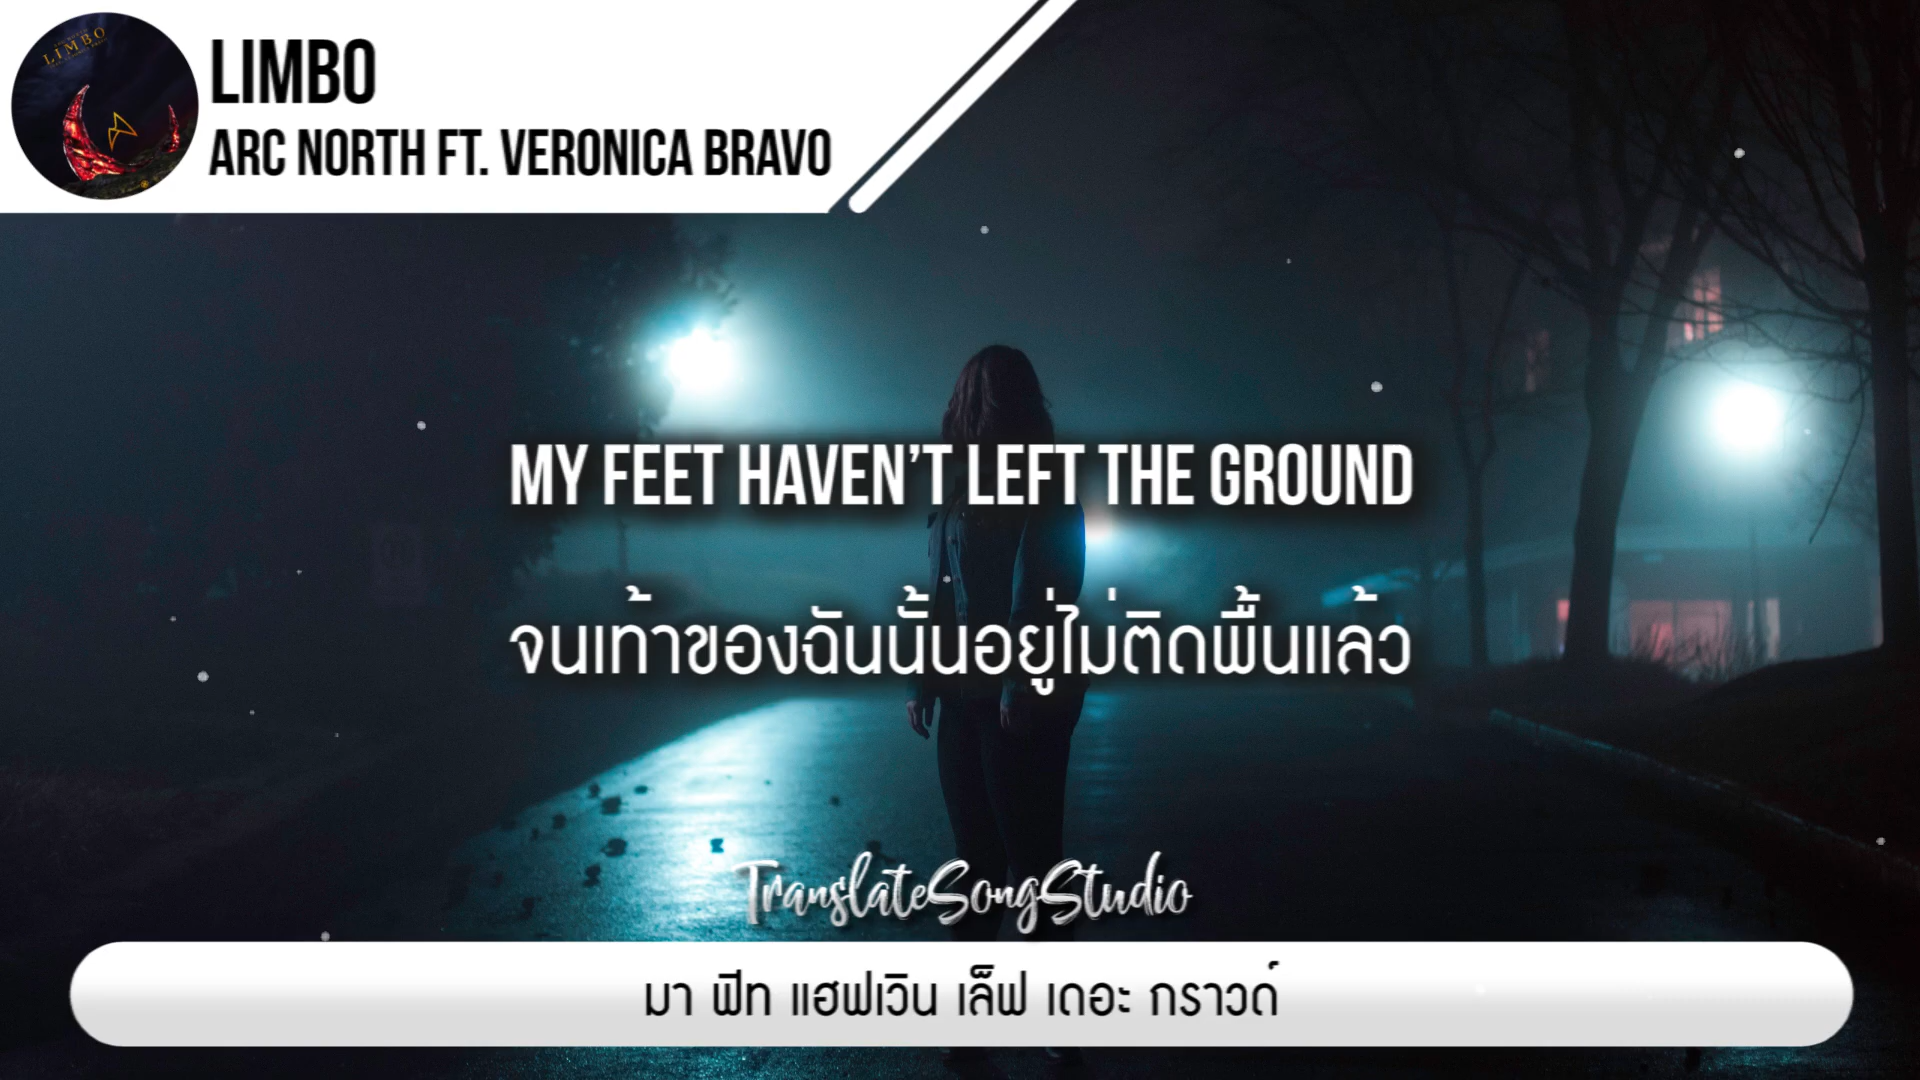 LIMBO
LIMBO
ARC NORTH FT. VERONICA BRAVO
MY FEET HAVEN'T LEFT THE GROUND
จนเท้าของฉันนั้นอยู่ไม่ติดพื้นแล้ว
TranslateSongStudio
มา ฟีท แฮฟเวิน เล็ฟ เดอะ กราวด์